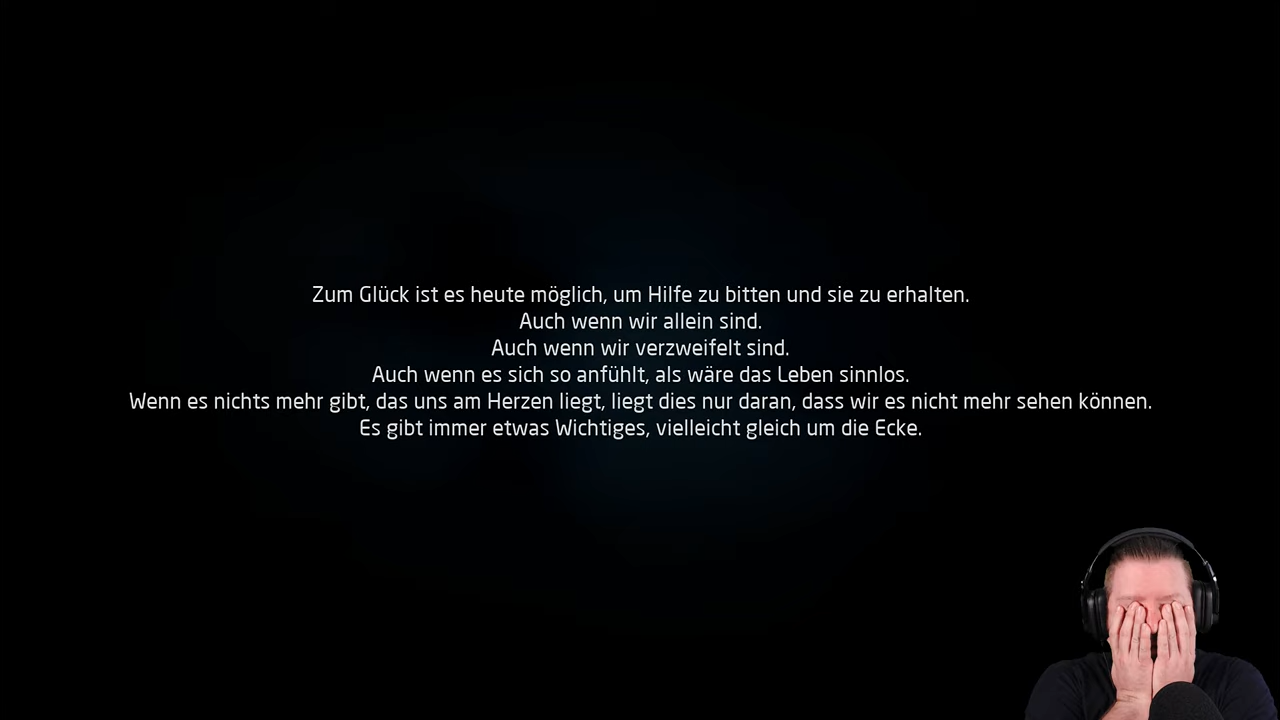 Zum Glück ist es heute möglich, um Hilfe zu bitten und sie zu erhalten.
Auch wenn wir allein sind.
Auch wenn wir verzweifelt sind.
Auch wenn es sich so anfühlt, als wäre das Leben sinnlos.
Wenn es nichts mehr gibt, das uns am Herzen liegt, liegt dies nur daran, dass wir es nicht mehr sehen können.
Es gibt immer etwas Wichtiges, vielleicht gleich um die Ecke.